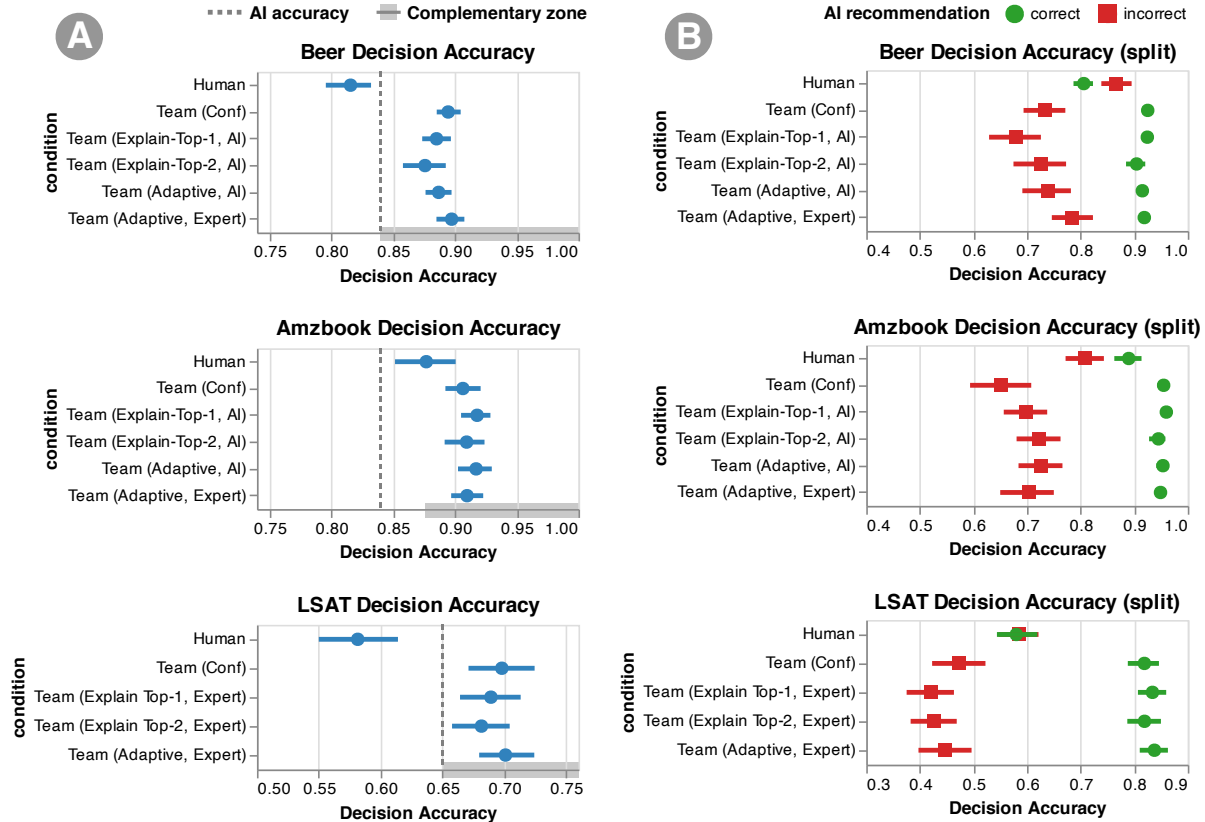 A
AI accuracy Complementary zone
Beer Decision Accuracy
condition
Human
Team (Conf)
Team (Explain-Top-1, AI)
Team (Explain-Top-2, AI)
Team (Adaptive, AI)
Team (Adaptive, Expert)
0.75 0.80 0.85 0.90 0.95 1.00
Decision Accuracy
Amzbook Decision Accuracy
condition
Human
Team (Conf)
Team (Explain-Top-1, AI)
Team (Explain-Top-2, AI)
Team (Adaptive, AI)
Team (Adaptive, Expert)
0.75 0.80 0.85 0.90 0.95 1.00
Decision Accuracy
LSAT Decision Accuracy
condition
Human
Team (Conf)
Team (Explain Top-1, Expert)
Team (Explain Top-2, Expert)
Team (Adaptive, Expert)
0.50 0.55 0.60 0.65 0.70 0.75
Decision Accuracy
B
AI recommendation correct incorrect
Beer Decision Accuracy (split)
condition
Human
Team (Conf)
Team (Explain-Top-1, AI)
Team (Explain-Top-2, AI)
Team (Adaptive, AI)
Team (Adaptive, Expert)
0.4 0.5 0.6 0.7 0.8 0.9 1.0
Decision Accuracy
Amzbook Decision Accuracy (split)
condition
Human
Team (Conf)
Team (Explain-Top-1, AI)
Team (Explain-Top-2, AI)
Team (Adaptive, AI)
Team (Adaptive, Expert)
0.4 0.5 0.6 0.7 0.8 0.9 1.0
Decision Accuracy
LSAT Decision Accuracy (split)
condition
Human
Team (Conf)
Team (Explain Top-1, Expert)
Team (Explain Top-2, Expert)
Team (Adaptive, Expert)
0.3 0.4 0.5 0.6 0.7 0.8 0.9
Decision Accuracy